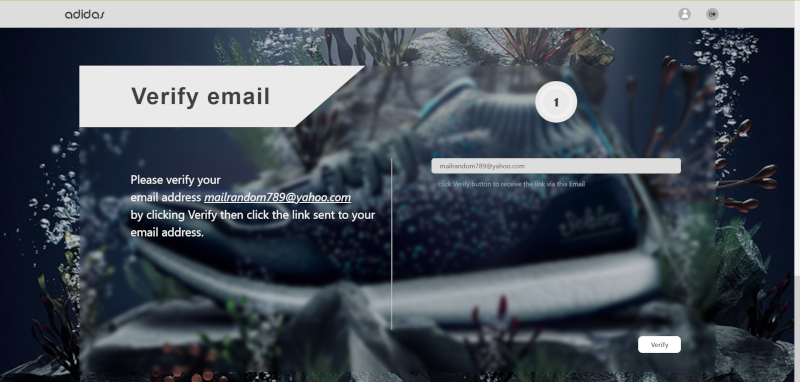 adidas
Verify email
1
Please verify your
email address mailrandom789@yahoo.com
by clicking Verify then click the link sent to your
email address.
mailrandom789@yahoo.com
click Verify button to receive the link via this Email
Verify